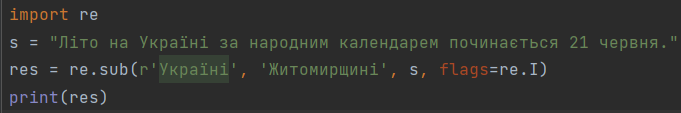 import re
s = "Літо на Україні за народним календарем починається 21 червня."
res = re.sub(r'Україні', 'Житомирщині', s, flags=re.I)
print(res)